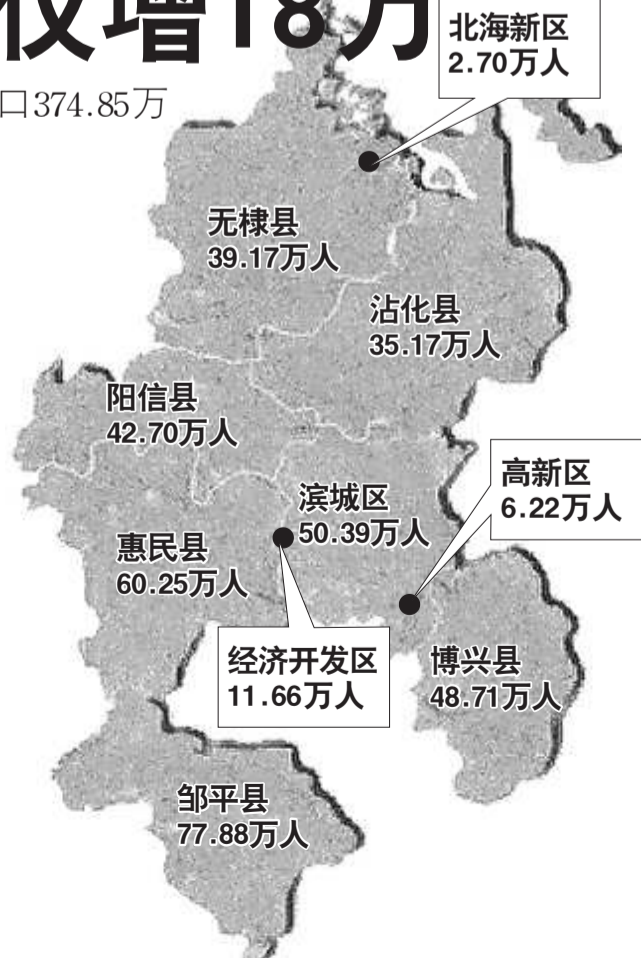 仅增18万
口374.85万
北海新区
2.70万人
无棣县
39.17万人
沾化县
35.17万人
阳信县
42.70万人
高新区
6.22万人
滨城区
50.39万人
惠民县
60.25万人
经济开发区
11.66万人
博兴县
48.71万人
邹平县
77.88万人